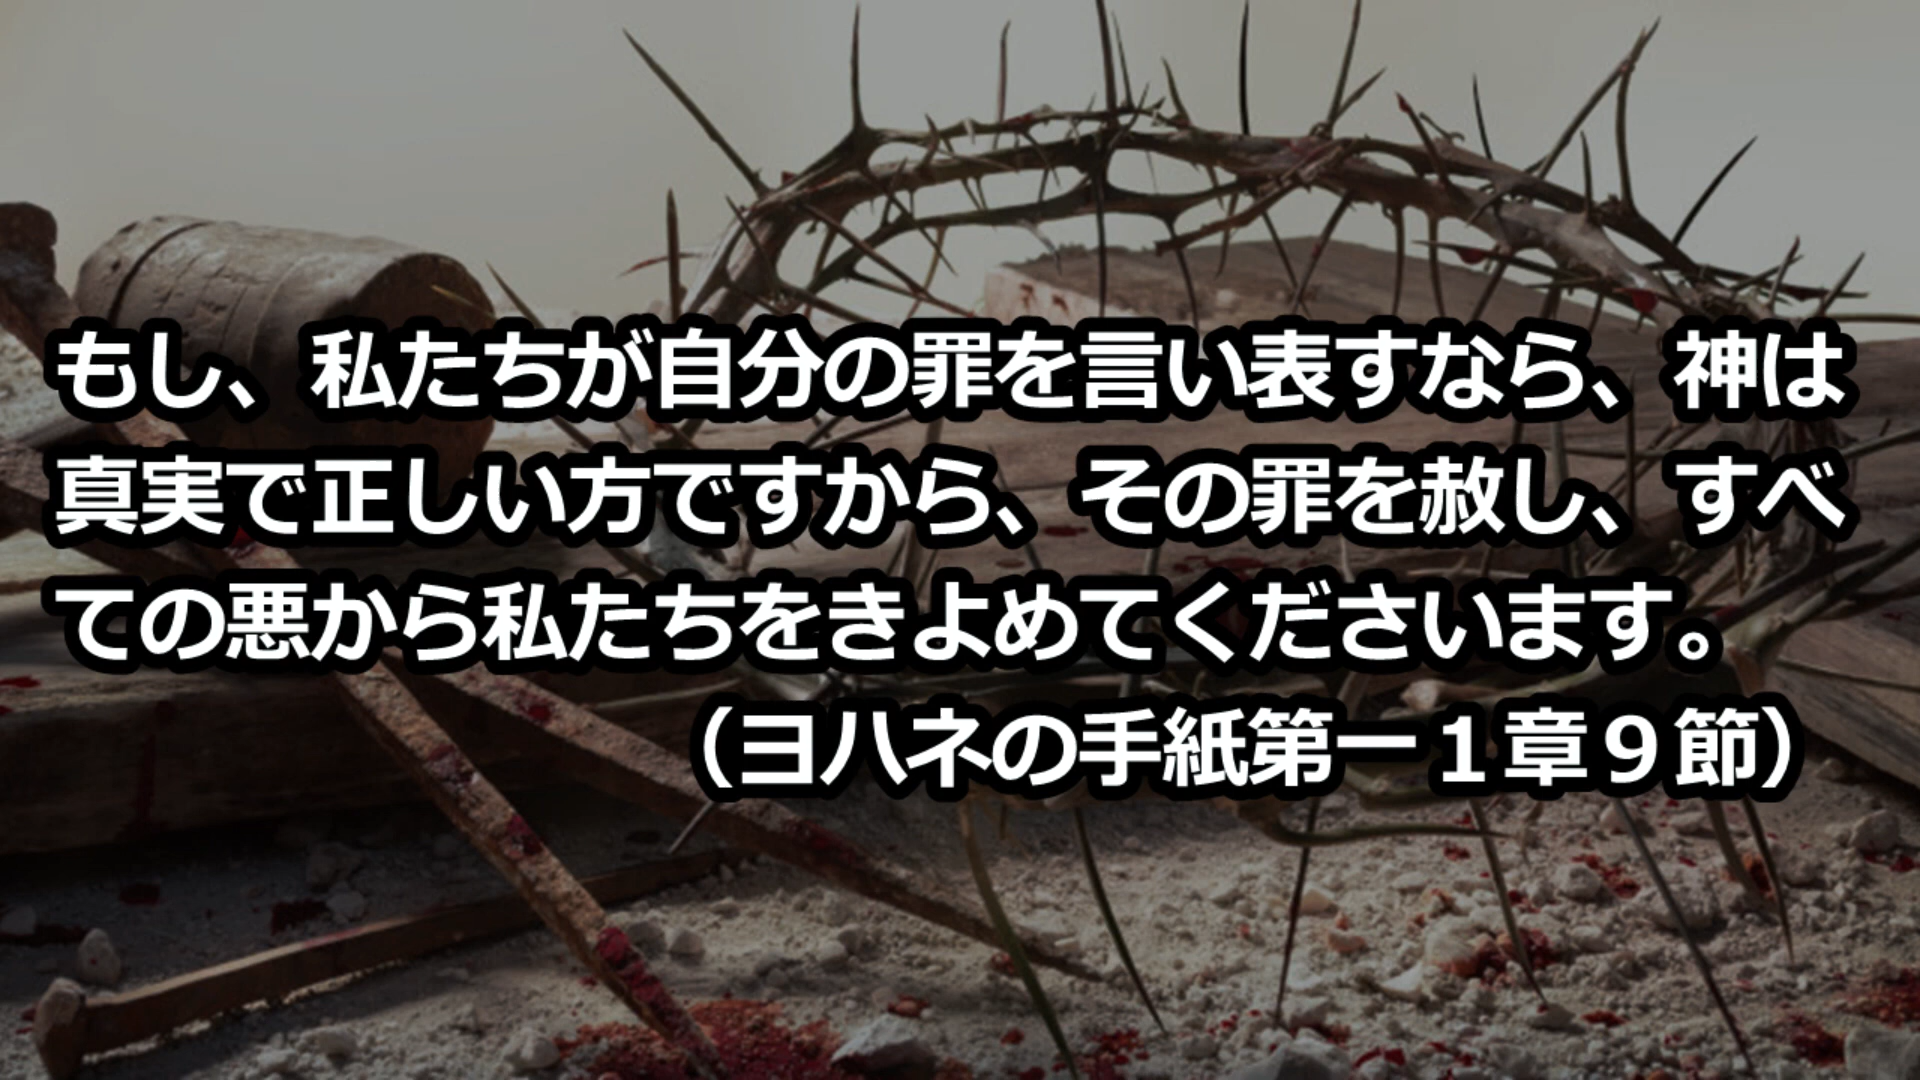 もし、私たちが自分の罪を言い表すなら、神は
真実で正しい方ですから、その罪を赦し、すべ
ての悪から私たちをきよめてくださいます。
（ヨハネの手紙第一１章９節）